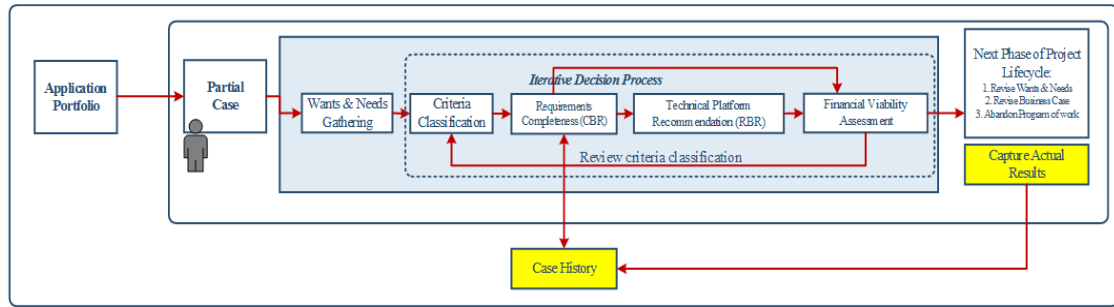 Application
Portfolio
Partial
Case
Iterative Decision Process
Wants & Needs
Gathering
Criteria
Classification
Requirements
Completeness (CBR)
Technical Platform
Recommendation (RBR)
Financial Viability
Assessment
Review criteria classification
Next Phase of Project
Lifecycle:
1. Revise Wants & Needs
2. Revise Business Case
3. Abandon Program of work
Capture Actual
Results
Case History